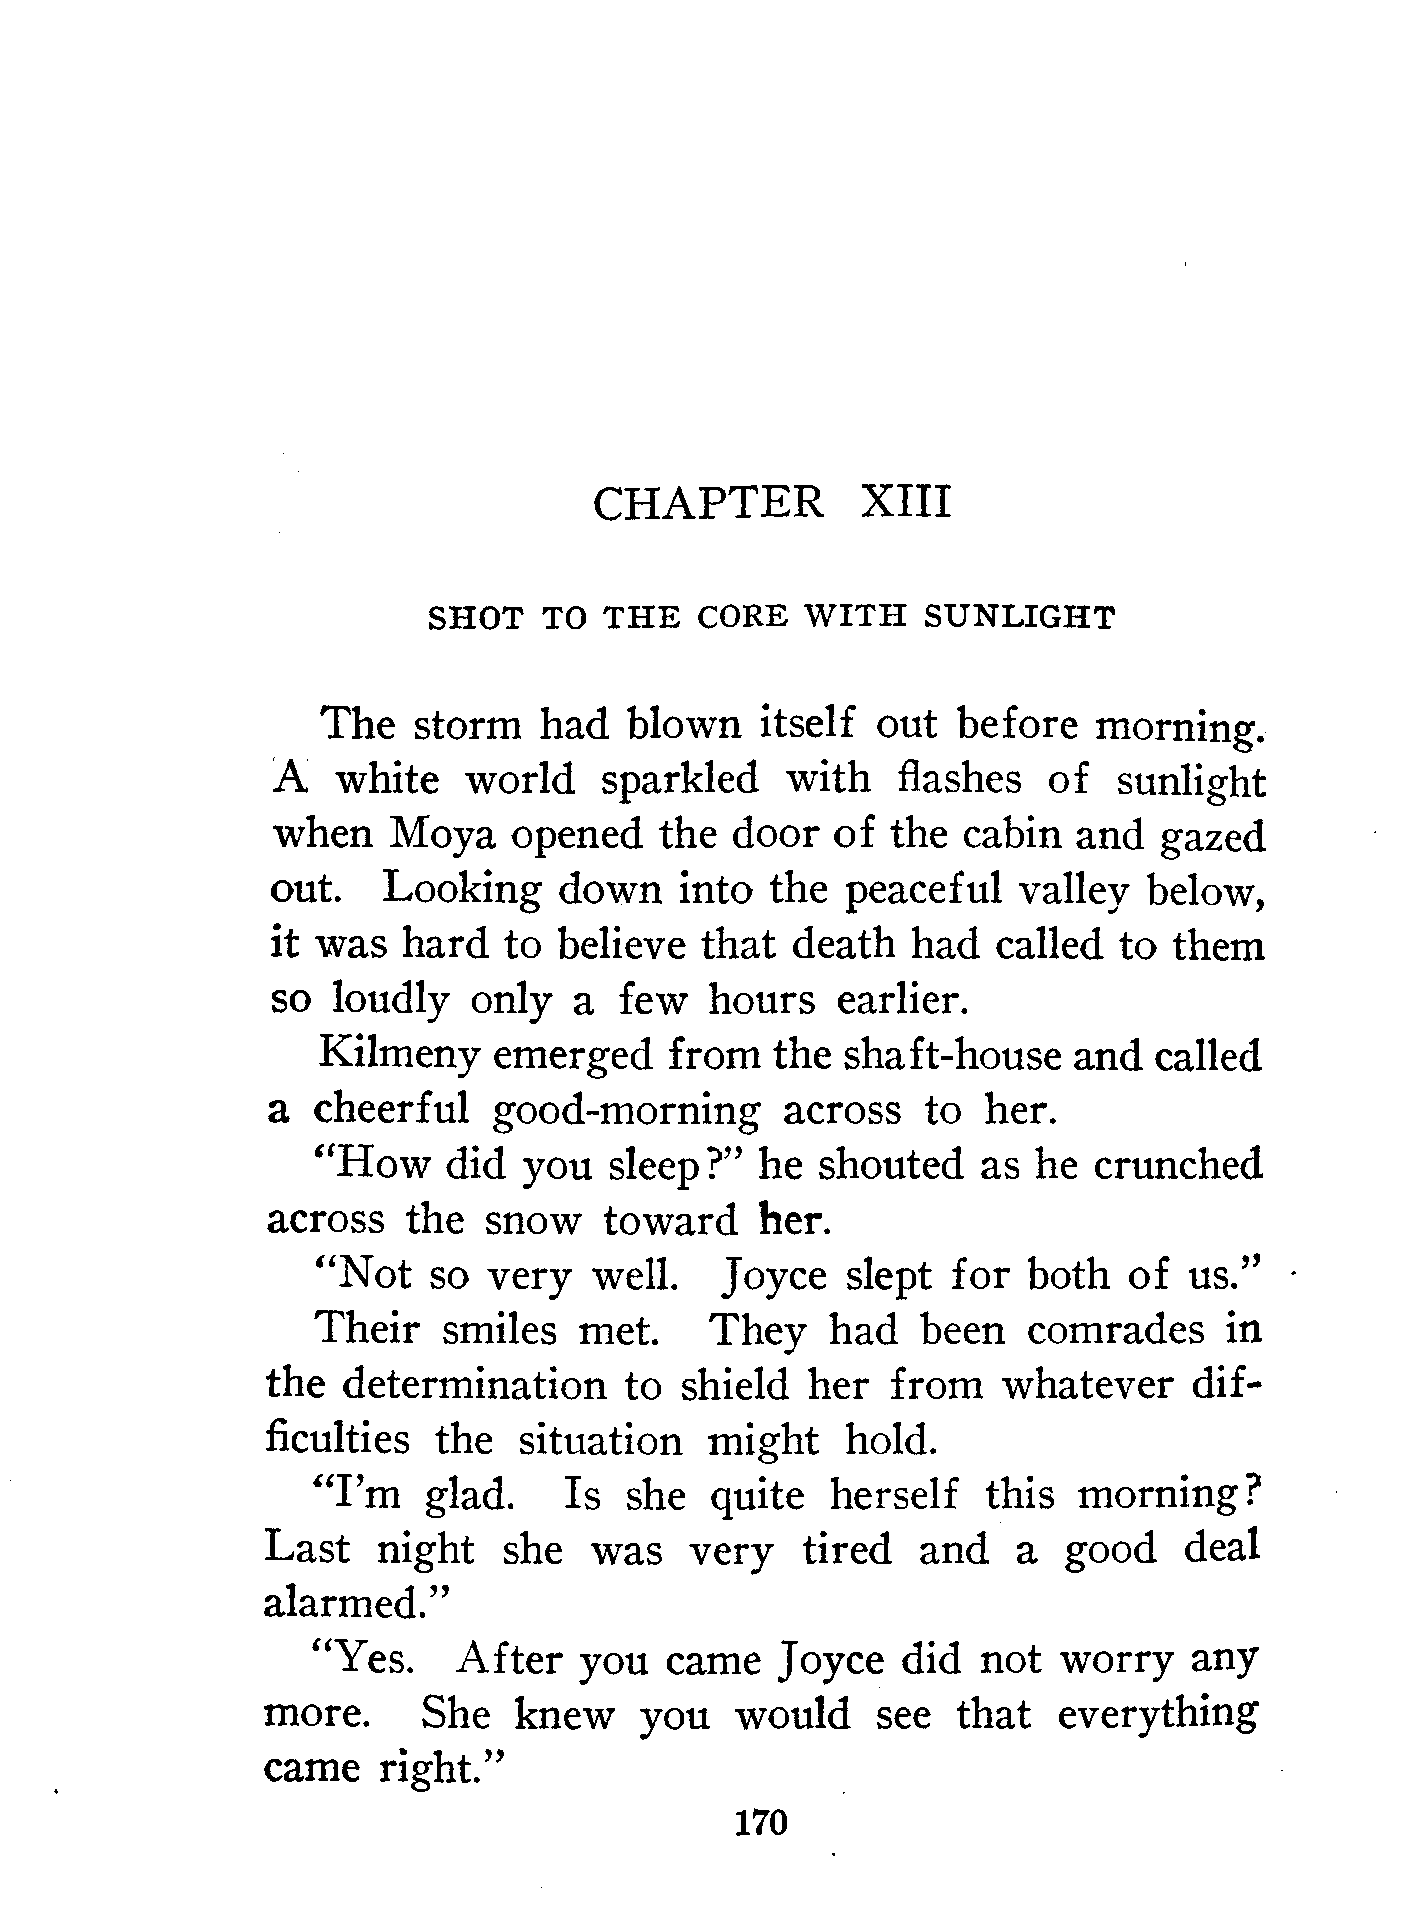 CHAPTER XIII
SHOT TO THE CORE WITH SUNLIGHT
The storm had blown itself out before morning.
A white world sparkled with flashes of sunlight
when Moya opened the door of the cabin and gazed
out. Looking down into the peaceful valley below,
it was hard to believe that death had called to them
so loudly only a few hours earlier.
Kilmeny emerged from the shaft-house and called
a cheerful good-morning across to her.
"How did you sleep?" he shouted as he crunched
across the snow toward her.
"Not so very well. Joyce slept for both of us."
Their smiles met. They had been comrades in
the determination to shield her from whatever dif-
ficulties the situation might hold.
"I'm glad. Is she quite herself this morning?
Last night she was very tired and a good deal
alarmed."
"Yes. After you came Joyce did not worry any
more. She knew you would see that everything
came right."
170